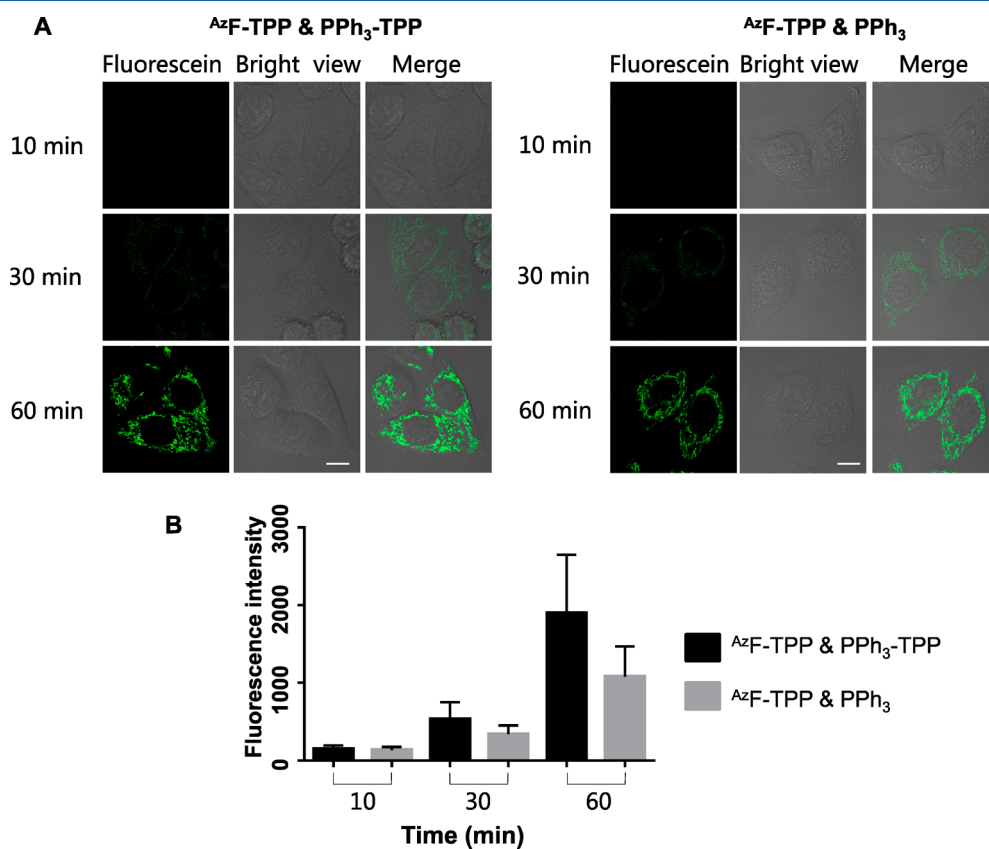 A
AzF-TPP & PPh3-TPP
AzF-TPP & PPh3
Fluorescein Bright view Merge
Fluorescein Bright view Merge
10 min
10 min
30 min
30 min
60 min
60 min
B
Fluorescence intensity
3000
2000
1000
0
10
30
60
Time (min)
AzF-TPP & PPh3-TPP
AzF-TPP & PPh3